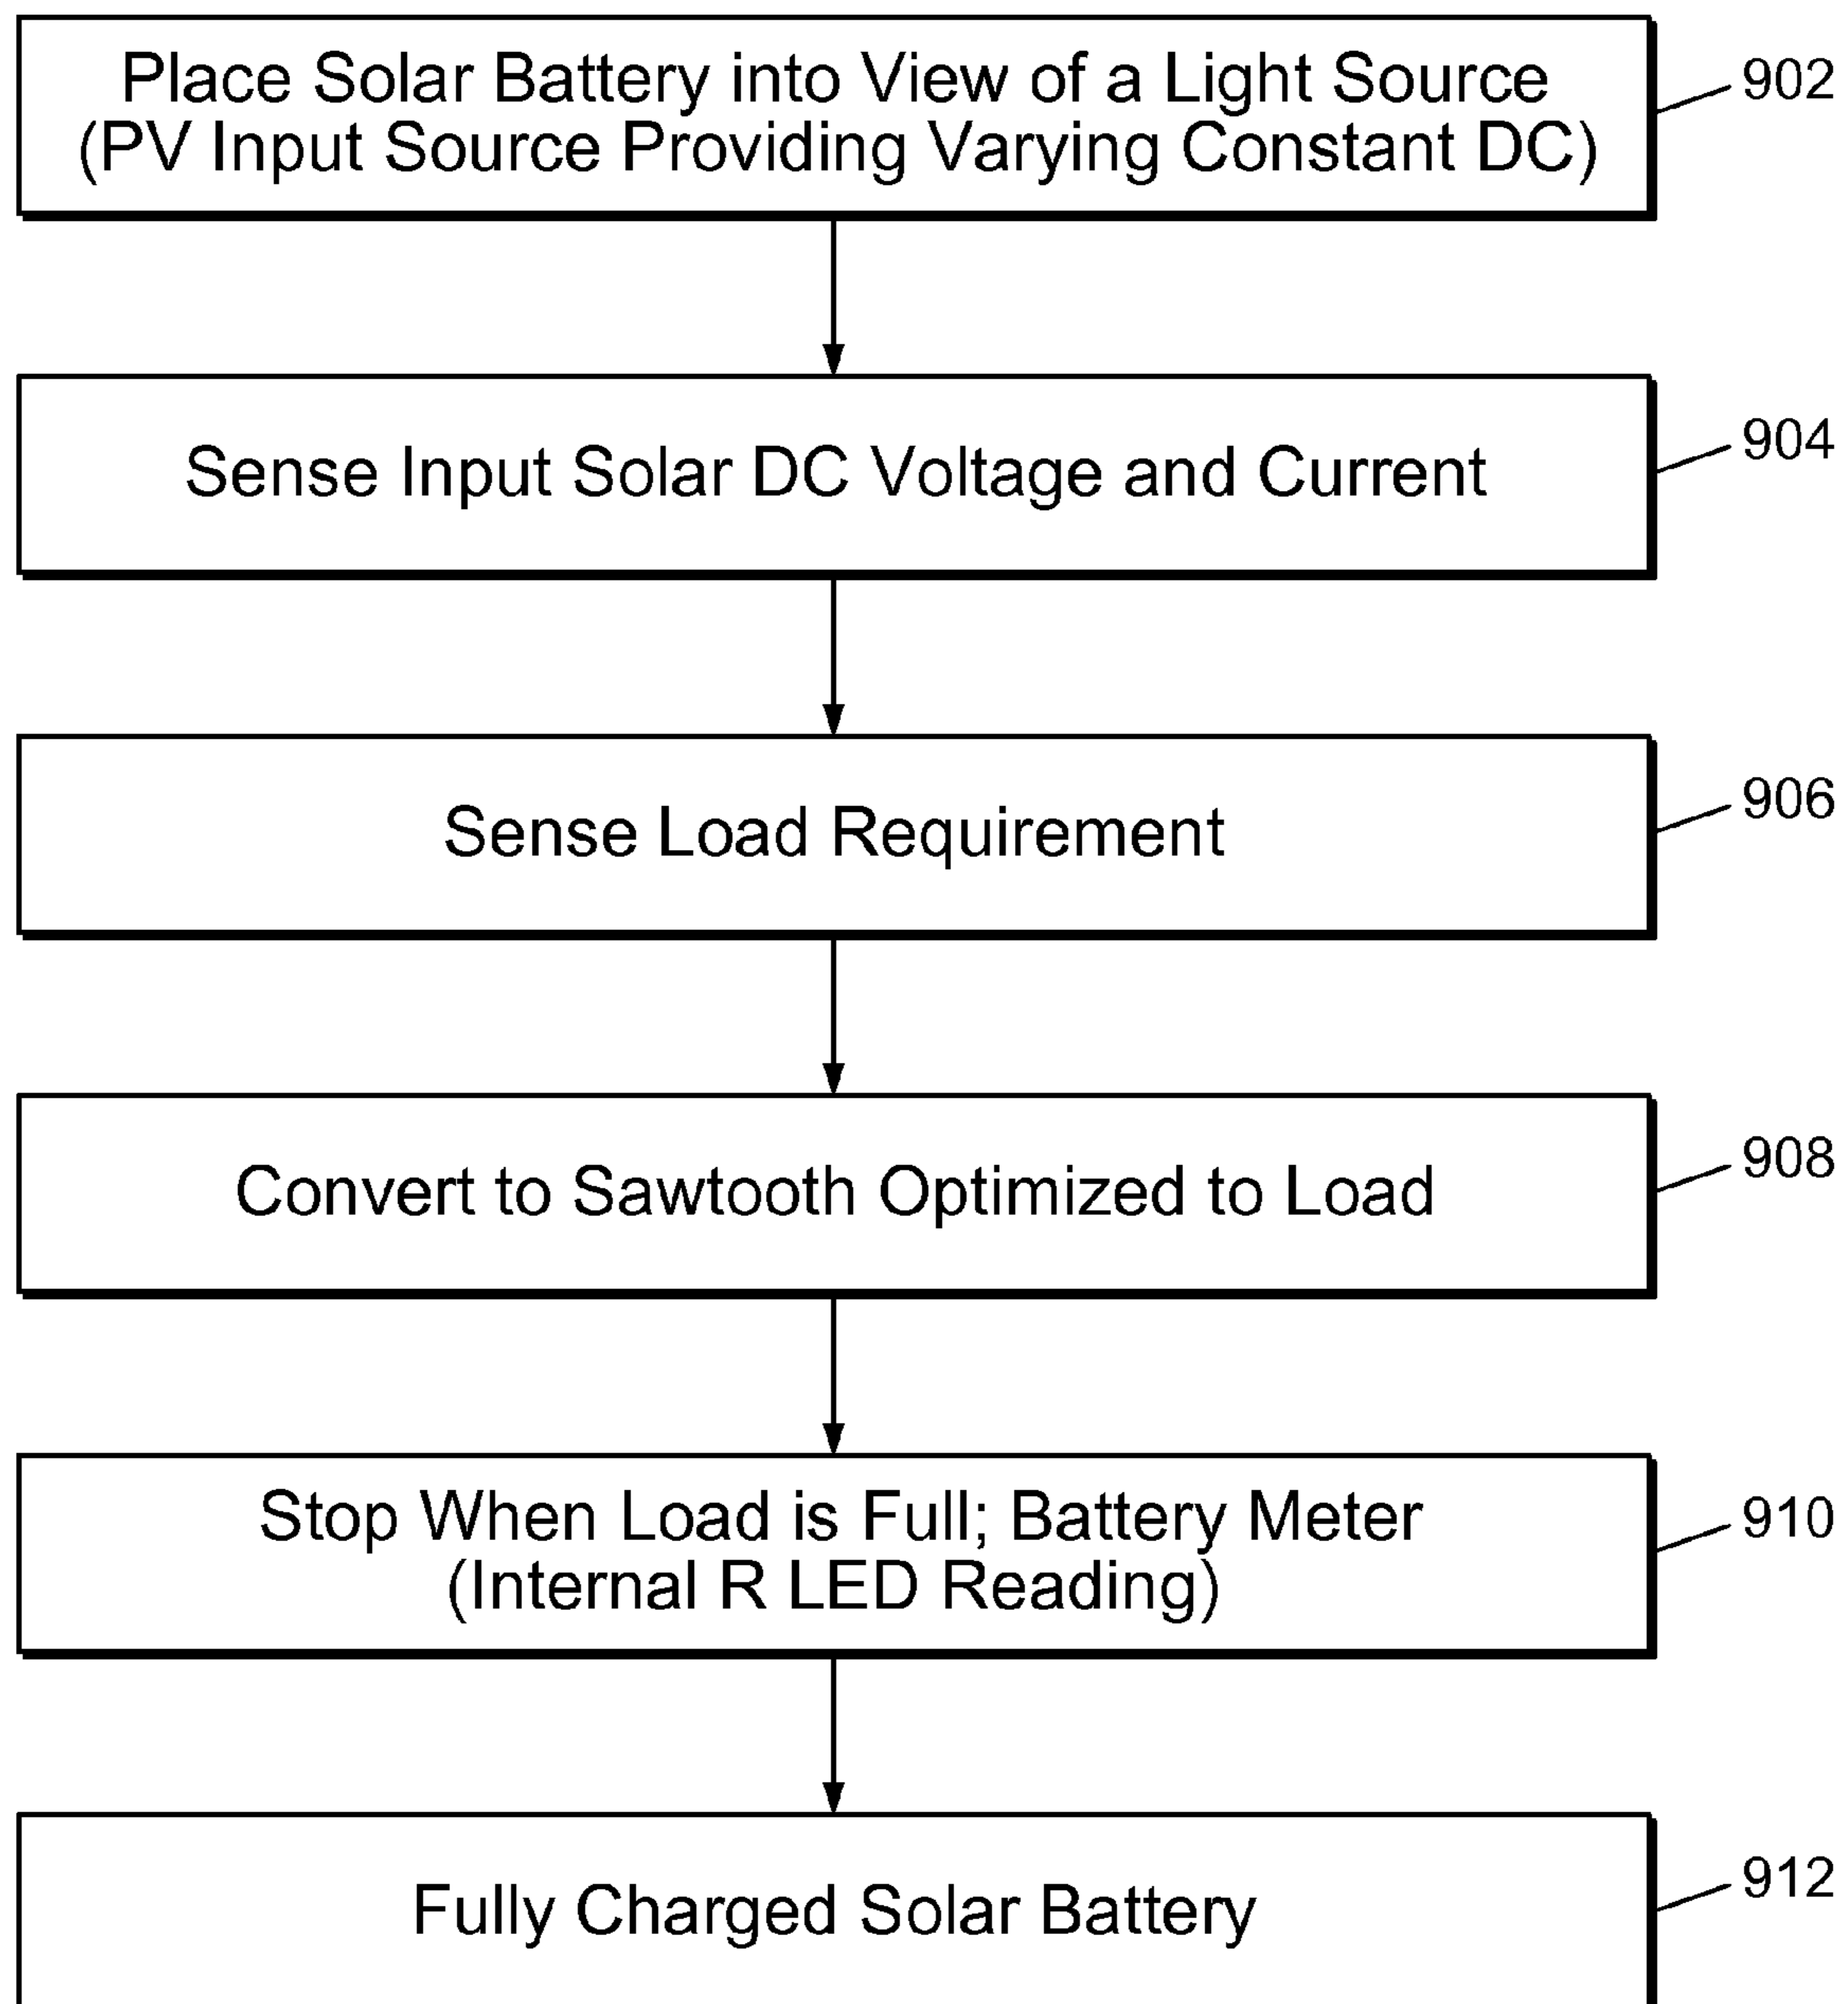 Place Solar Battery into View of a Light Source
(PV Input Source Providing Varying Constant DC)
902
Sense Input Solar DC Voltage and Current
904
Sense Load Requirement
906
Convert to Sawtooth Optimized to Load
908
Stop When Load is Full; Battery Meter
(Internal R LED Reading)
910
Fully Charged Solar Battery
912